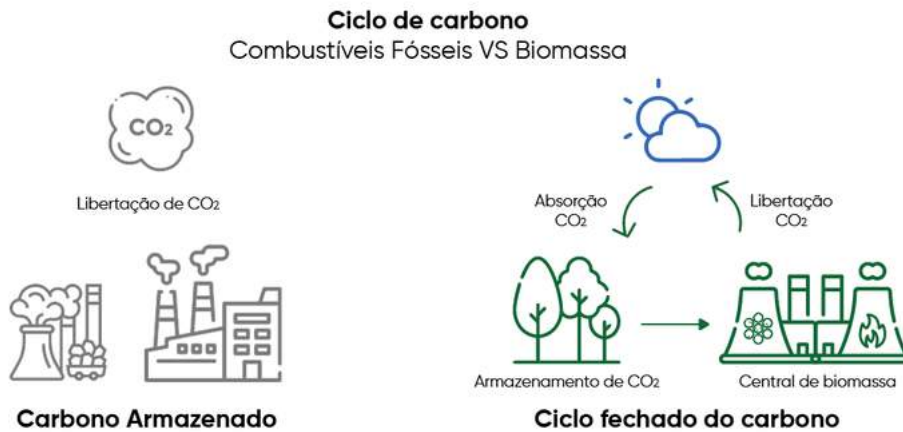 Ciclo de carbono
Combustíveis Fósseis VS Biomassa
CO₂
Libertação de CO₂
Carbono Armazenado
Absorção
CO₂
Libertação
CO₂
Armazenamento de CO₂
Central de biomassa
Ciclo fechado do carbono